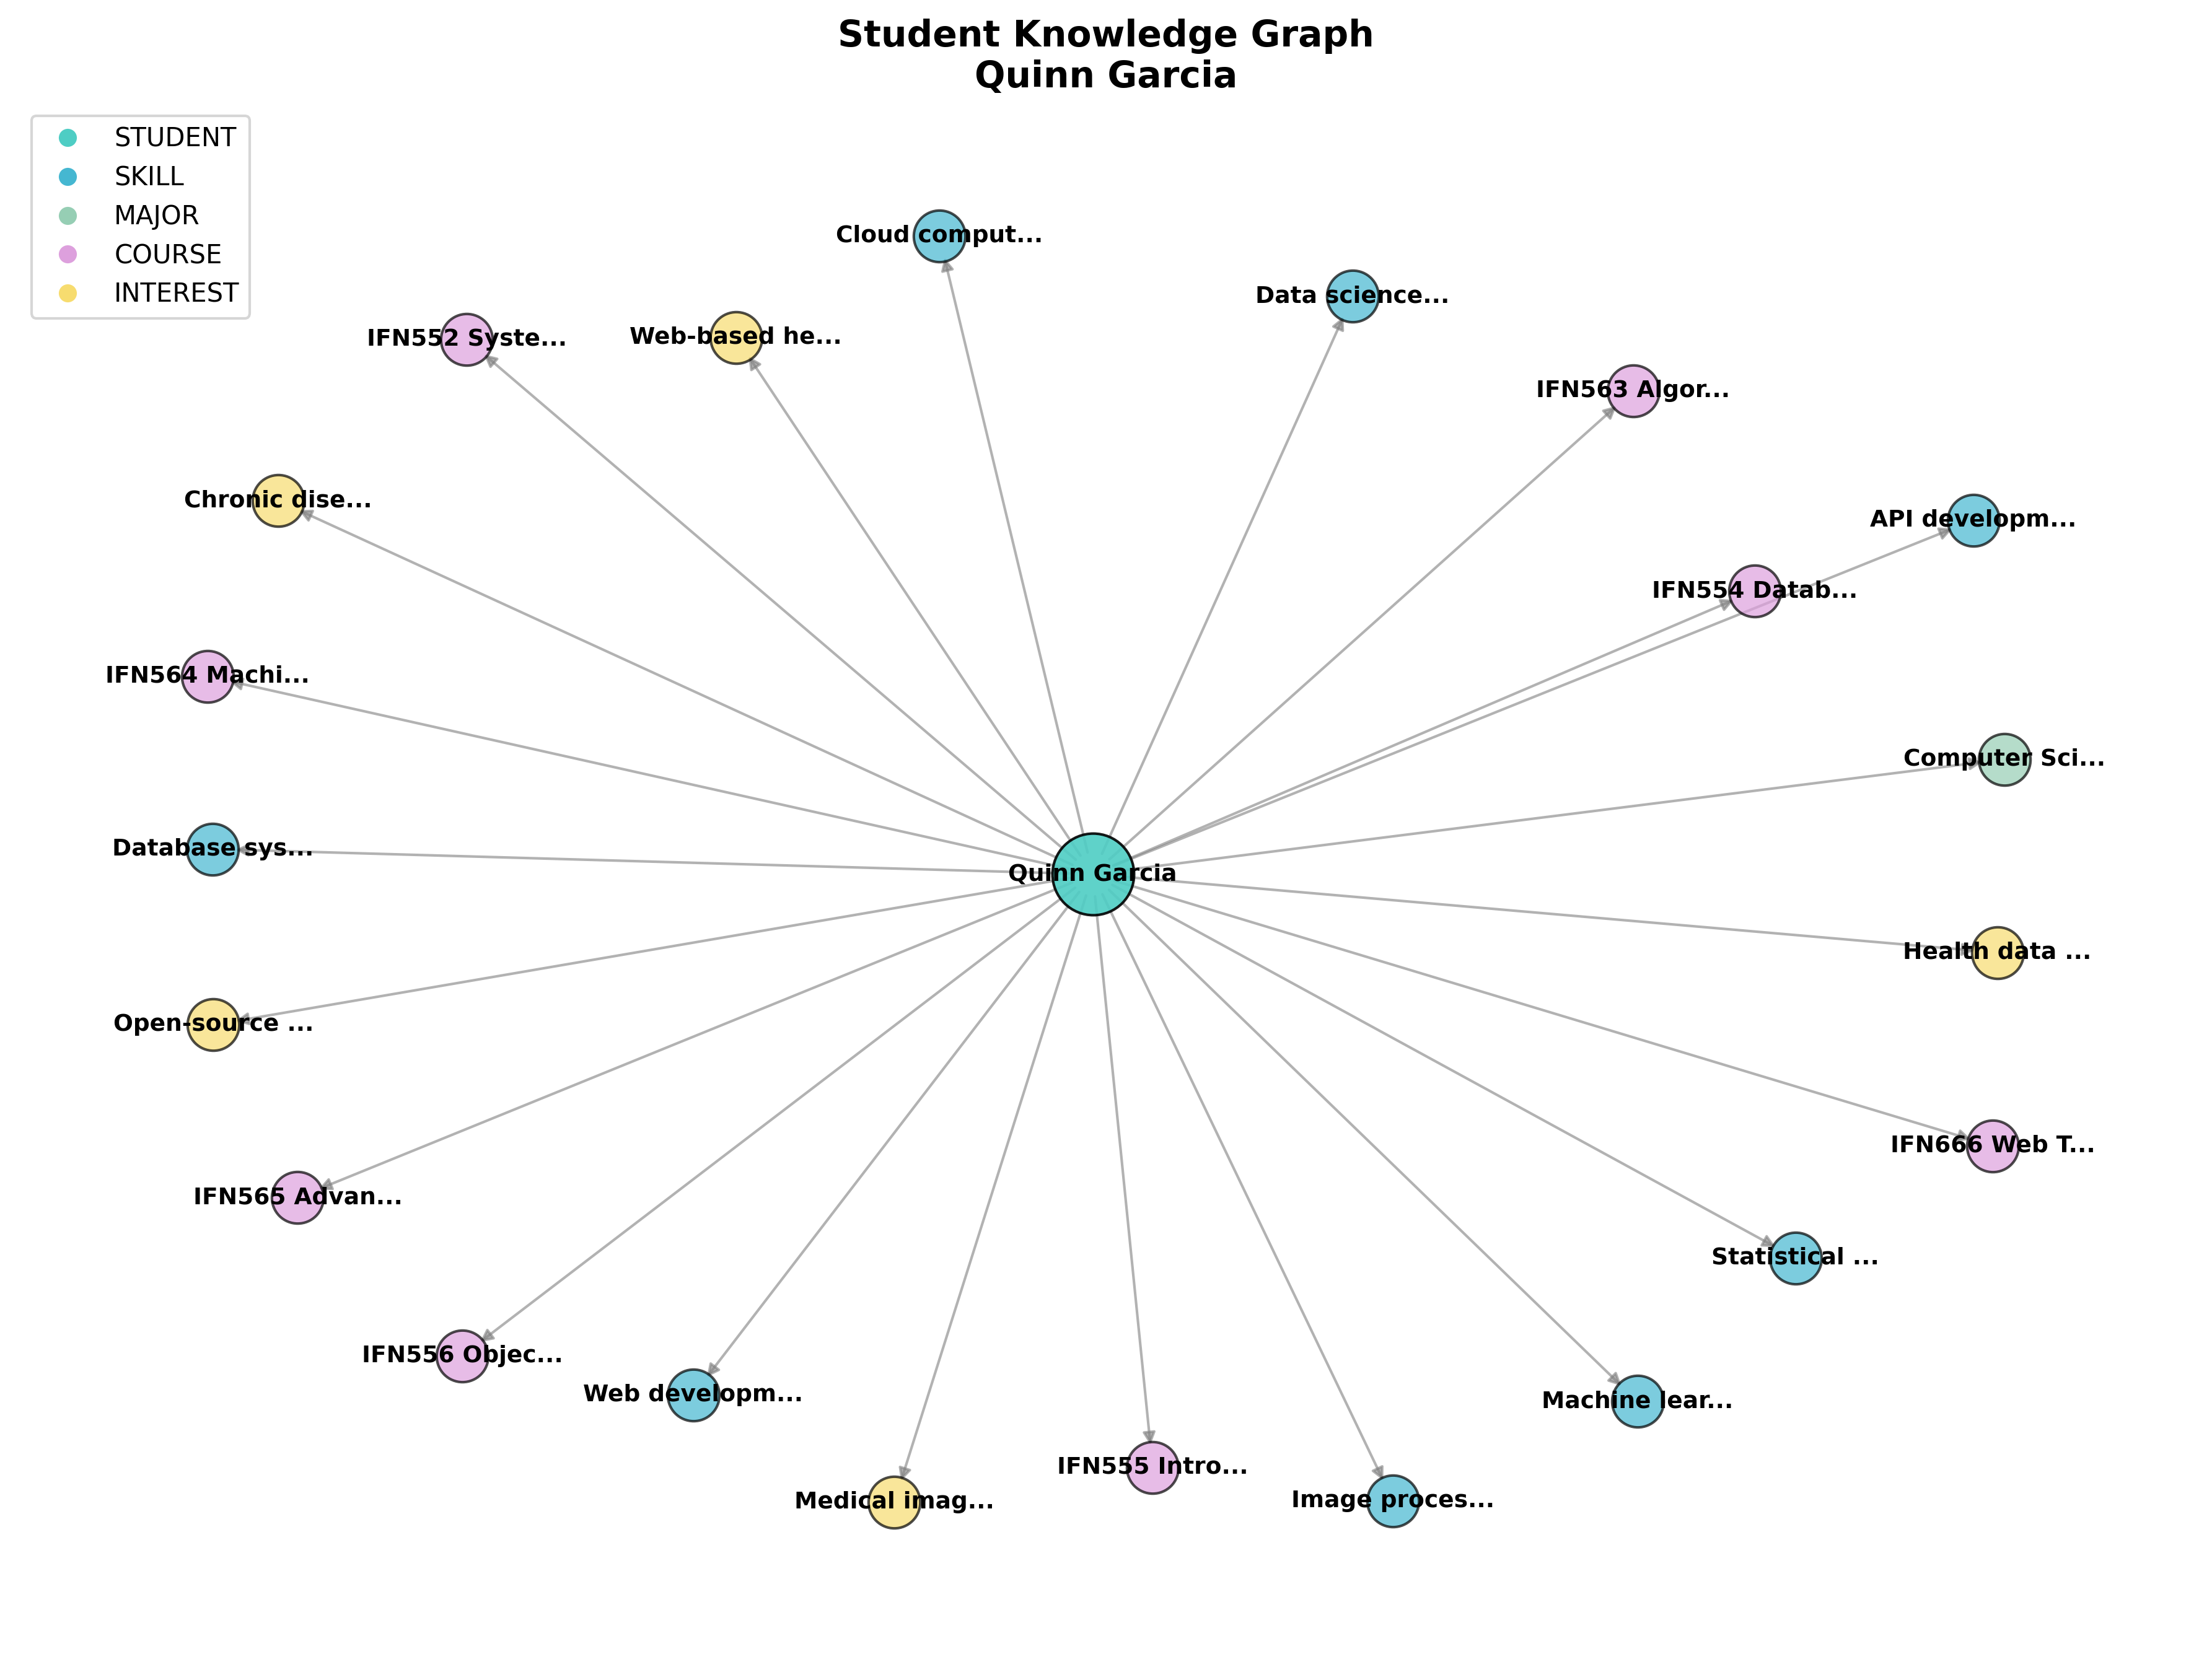 Student Knowledge Graph
Quinn Garcia
STUDENT
SKILL
MAJOR
COURSE
INTEREST
Cloud comput...
Data science...
IFN552 Syste...
Web-based he...
IFN563 Algor...
Chronic dise...
API developm...
IFN554 Datab...
IFN564 Machi...
Computer Sci...
Database sys...
Quinn Garcia
Health data ...
Open-source ...
IFN666 Web T...
IFN565 Advan...
Statistical ...
IFN556 Objec...
Web developm...
Machine lear...
IFN555 Intro...
Medical imag...
Image proces...